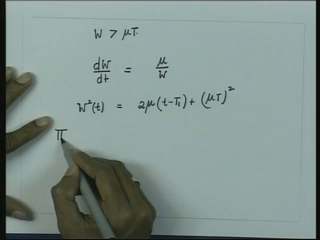 W > μT.
dW/dt = μ/W
W²(t) = 2μ(t-T₁) + (μT)²